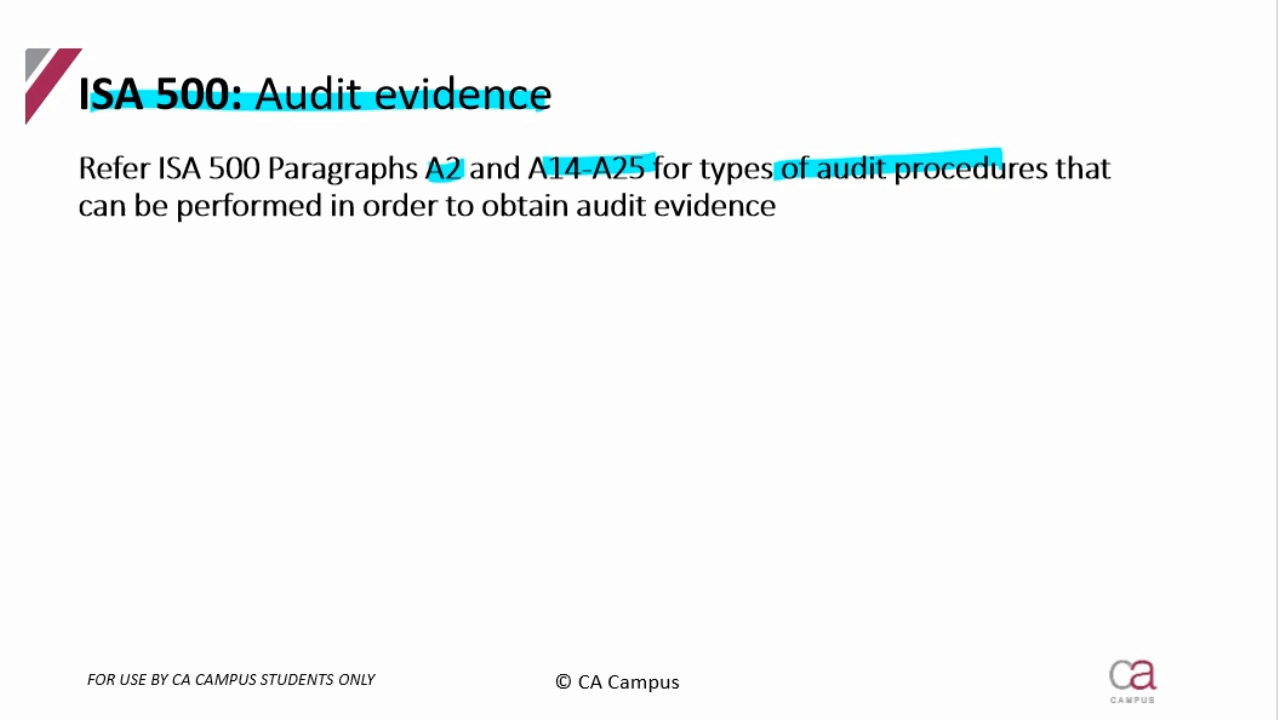 ISA 500: Audit evidence
Refer ISA 500 Paragraphs A2 and A14-A25 for types of audit procedures that
can be performed in order to obtain audit evidence
FOR USE BY CA CAMPUS STUDENTS ONLY
© CA Campus
ca
CAMPUS